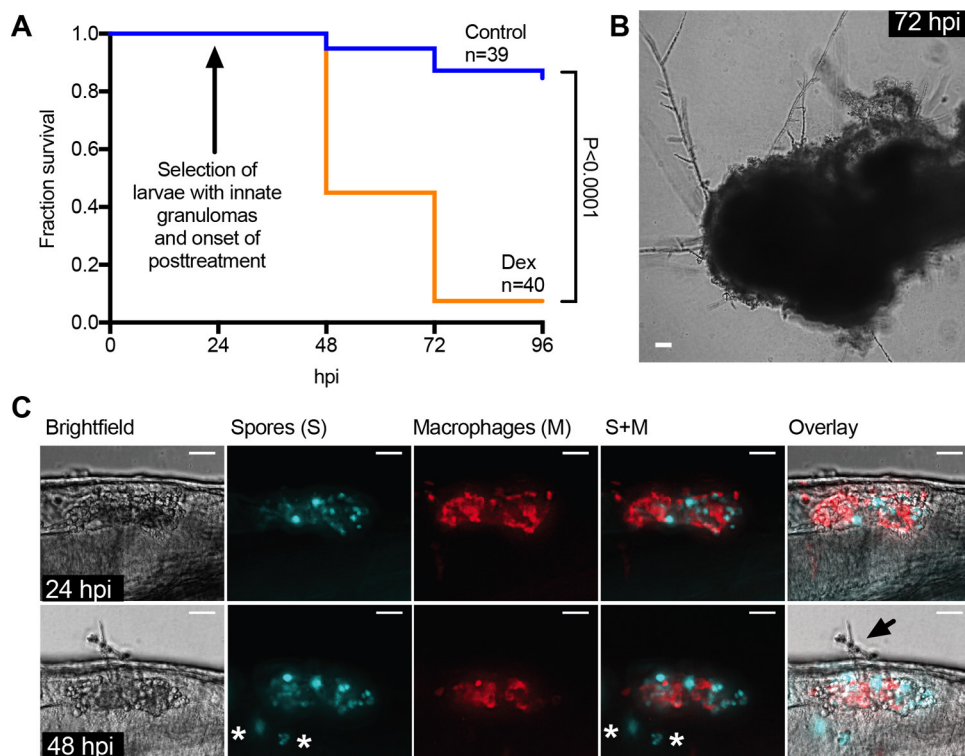 A
1.0
0.8
0.6
0.4
0.2
0.0
Fraction survival
0
24
48
72
96
hpi
Control
n=39
Selection of
larvae with innate
granulomas
and onset of
posttreatment
Dex
n=40
P<0.0001
B
72 hpi
C
Brightfield
Spores (S)
Macrophages (M)
S+M
Overlay
24 hpi
48 hpi
* *
* *